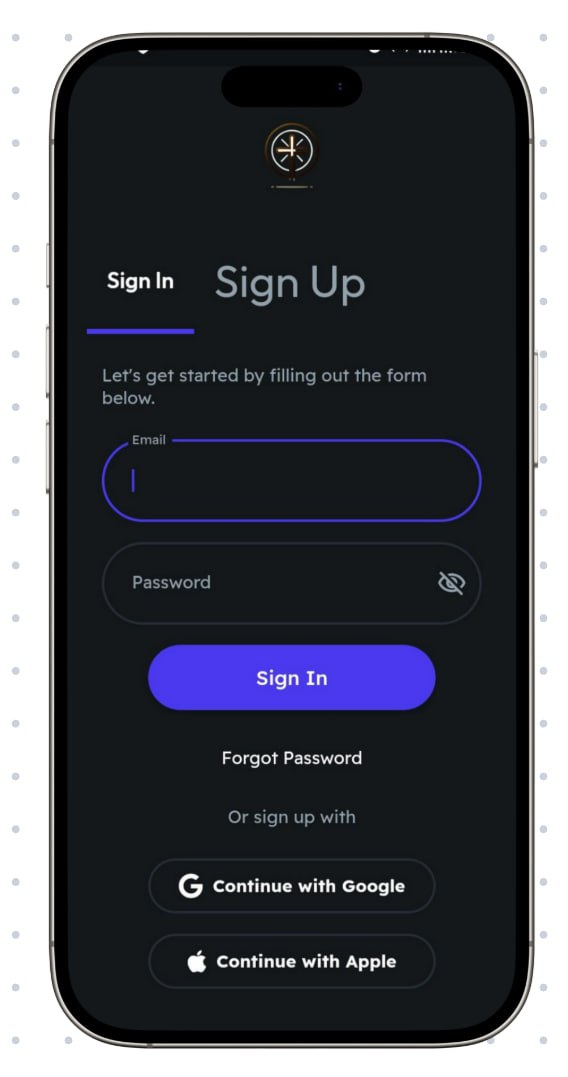 Sign In
Sign Up
Let's get started by filling out the form
below.
Email
Password
Sign In
Forgot Password
Or sign up with
Continue with Google
Continue with Apple